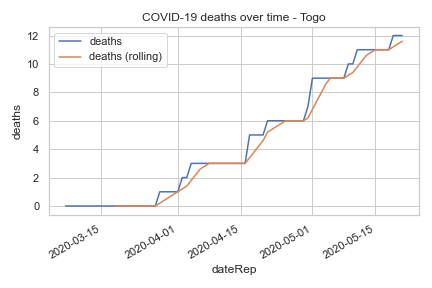 COVID-19 deaths over time - Togo
deaths
deaths (rolling)
12
10
8
6
4
2
0
deaths
2020-03-15
2020-04-01
2020-04-15
2020-05-01
2020-05-15
dateRep